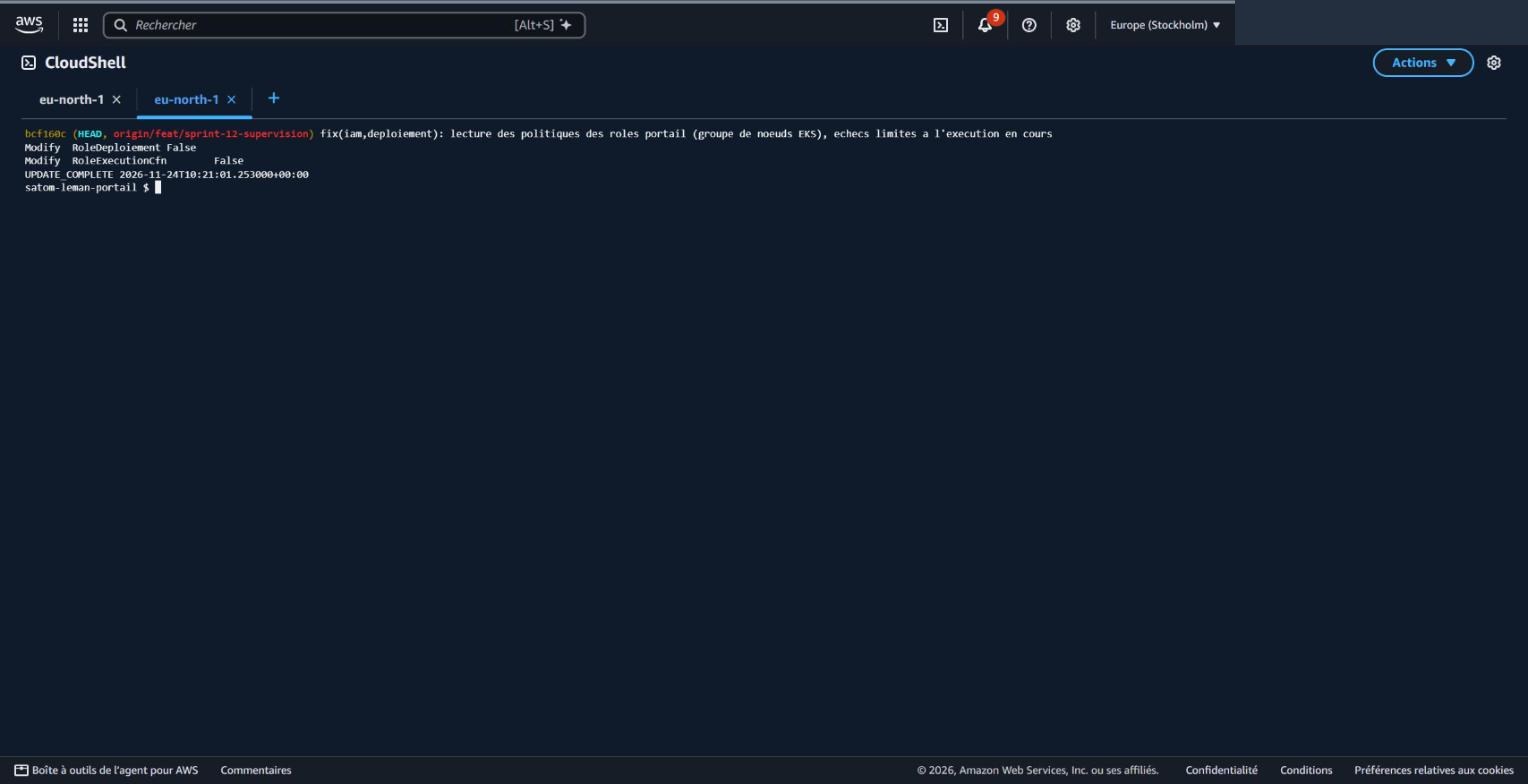 aws
Rechercher [Alt+S]
9
Europe (Stockholm) ▼
CloudShell
Actions ▼
eu-north-1 ×
eu-north-1 ×
+
bcf160c (HEAD, origin/feat/sprint-12-supervision) fix(iam,deploiement): lecture des politiques des roles portail (groupe de noeuds EKS), echecs limites a l'execution en cours
Modify RoleDeploiement False
Modify RoleExecutionCfn False
UPDATE_COMPLETE 2026-11-24T10:21:01.253000+00:00
satom-leman-portail $
Boîte à outils de l'agent pour AWS Commentaires © 2026, Amazon Web Services, Inc. ou ses affiliés. Confidentialité Conditions Préférences relatives aux cookies